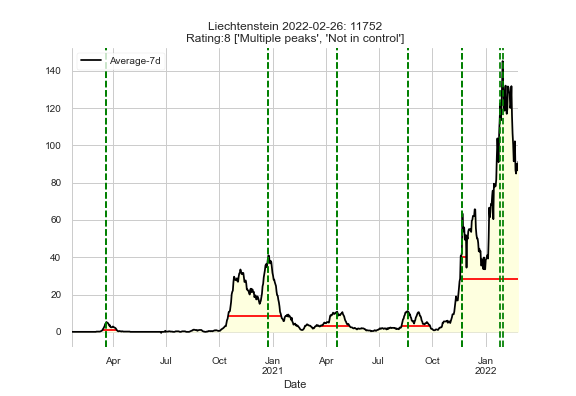 Liechtenstein 2022-02-26: 11752
Rating:8 ['Multiple peaks', 'Not in control']
Average-7d
140
120
100
80
60
40
20
0
Apr Jul Oct Jan Apr Jul Oct Jan
2021 2022
Date